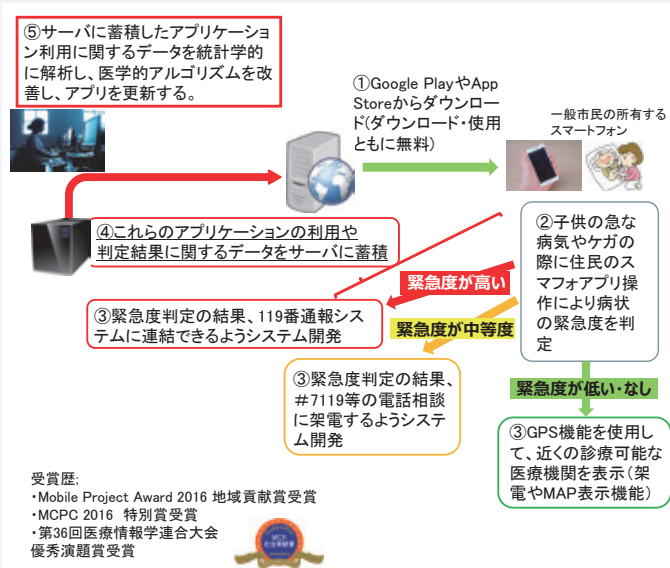 ⑤サーバに蓄積したアプリケーショ
ン利用に関するデータを統計学的
に解析し、医学的アルゴリズムを改
善し、アプリを更新する。
①Google PlayやApp
Storeからダウンロー
ド(ダウンロード・使用
ともに無料)
一般市民の所有する
スマートフォン
④これらのアプリケーションの利用や
判定結果に関するデータをサーバに蓄積
②子供の急な
病気やケガの
際に住民のス
マフォアプリ操
作により病状
の緊急度を判
定
緊急度が高い
③緊急度判定の結果、119番通報シス
テムに連結できるようシステム開発
緊急度が中等度
③緊急度判定の結果、
#7119等の電話相談
に架電するようシステ
ム開発
緊急度が低い・なし
③GPS機能を使用し
て、近くの診療可能な
医療機関を表示(架
電やMAP表示機能)
受賞歴;
・Mobile Project Award 2016 地域貢献賞受賞
・MCPC 2016 特別賞受賞
・第36回医療情報学連合大会
優秀演題賞受賞